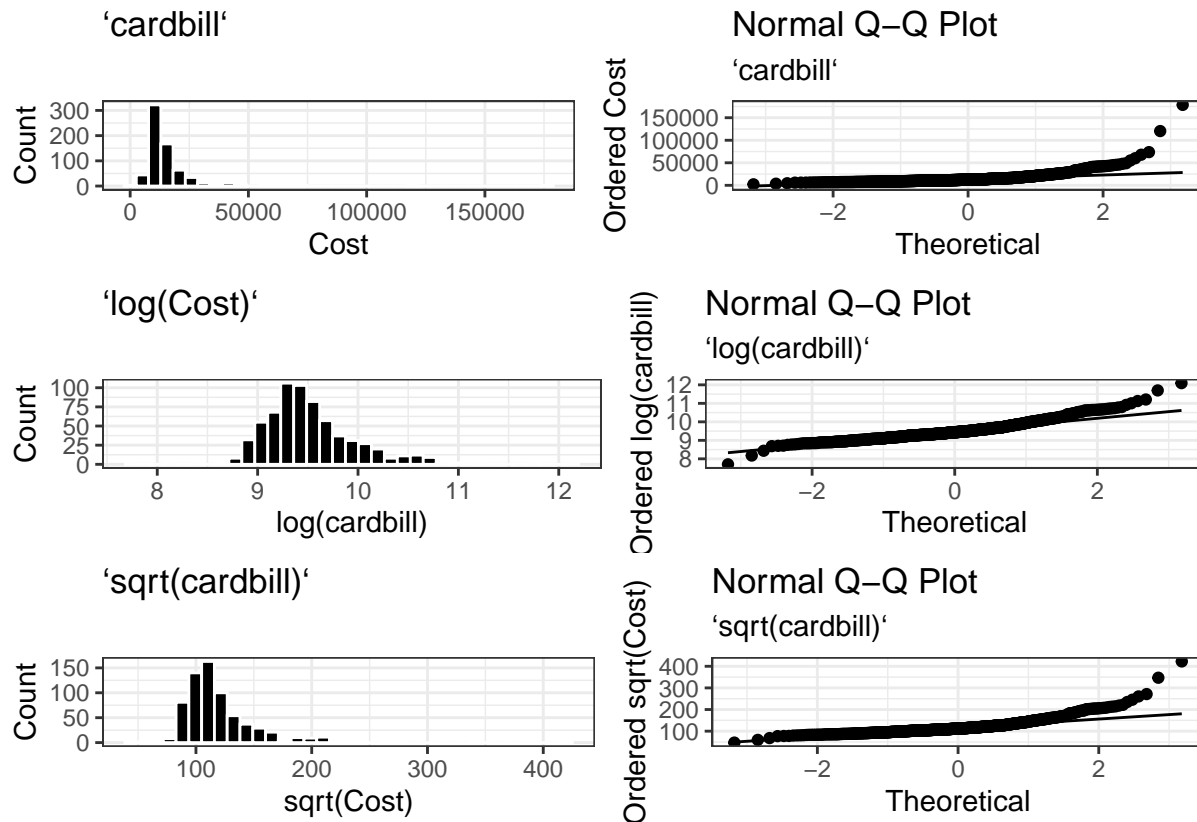 ‘cardbill‘
Count
300
200
100
0
0 50000 100000 150000
Cost
Normal Q−Q Plot
‘cardbill‘
Ordered Cost
150000
100000
50000
0
−2 0 2
Theoretical
‘log(Cost)‘
Count
100
75
50
25
0
8 9 10 11 12
log(cardbill)
Normal Q−Q Plot
‘log(cardbill)‘
Ordered log(cardbill)
12
11
10
9
8
−2 0 2
Theoretical
‘sqrt(cardbill)‘
Count
150
100
50
0
100 200 300 400
sqrt(Cost)
Normal Q−Q Plot
‘sqrt(cardbill)‘
Ordered sqrt(Cost)
400
300
200
100
−2 0 2
Theoretical